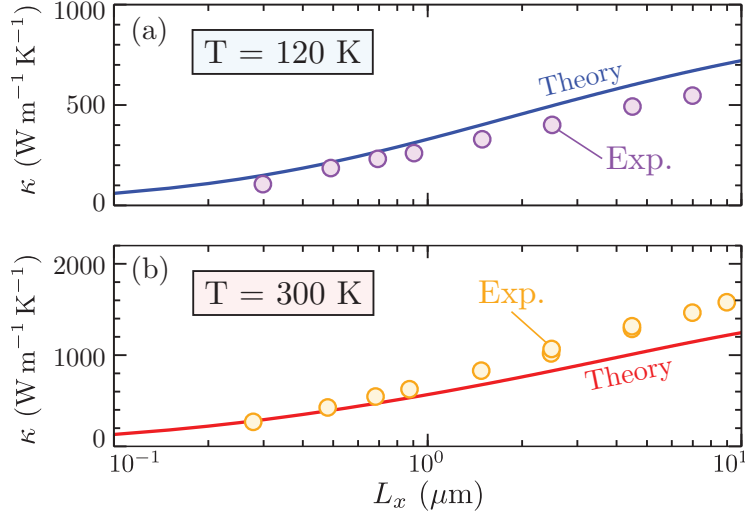 1000
500
0
κ (W m⁻¹ K⁻¹)
(a)
T = 120 K
Theory
Exp.
2000
1000
0
κ (W m⁻¹ K⁻¹)
(b)
T = 300 K
Exp.
Theory
10⁻¹ 10⁰ 10¹
Lₓ (μm)